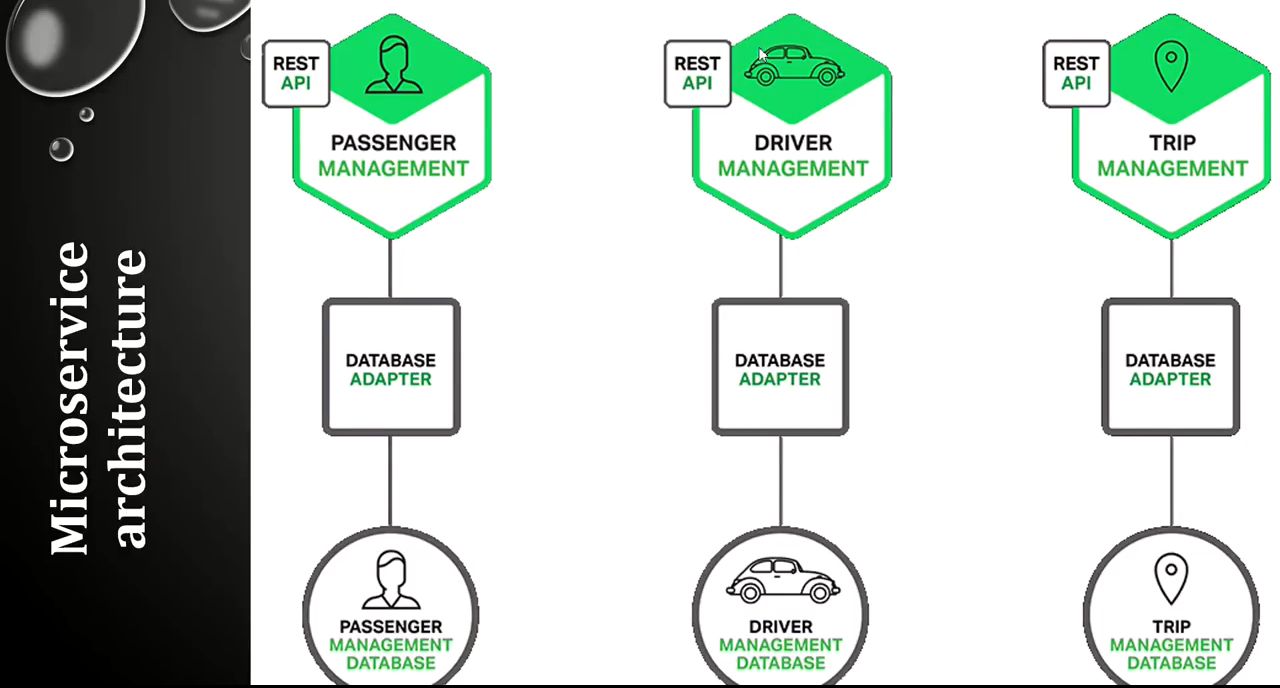 Microservice
architecture
REST
API
PASSENGER
MANAGEMENT
DATABASE
ADAPTER
PASSENGER
MANAGEMENT
DATABASE
REST
API
DRIVER
MANAGEMENT
DATABASE
ADAPTER
DRIVER
MANAGEMENT
DATABASE
REST
API
TRIP
MANAGEMENT
DATABASE
ADAPTER
TRIP
MANAGEMENT
DATABASE